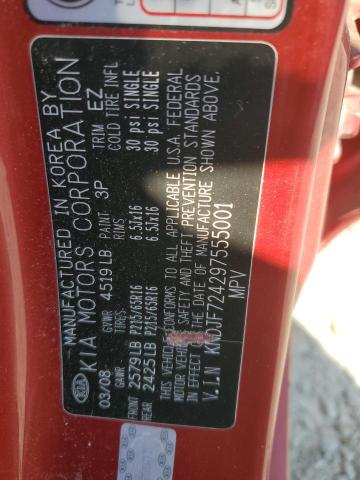 MANUFACTURED IN KOREA BY
KIA MOTORS CORPORATION
KIA
03/08 GVWR 4519LB PAINT: 3P TRIM EZ
GAWR TIRES RIMS COLD TIRE INFL
FRONT 2579LB P215/65R16 6.5Jx16 30 psi SINGLE
REAR 2425LB P215/65R16 6.5Jx16 30 psi SINGLE
THIS VEHICLE CONFORMS TO ALL APPLICABLE U.S.A. FEDERAL
MOTOR VEHICLE SAFETY AND THEFT PREVENTION STANDARDS
IN EFFECT ON THE DATE OF MANUFACTURE SHOWN ABOVE.
V.I.N KNDJF724297555001
MPV